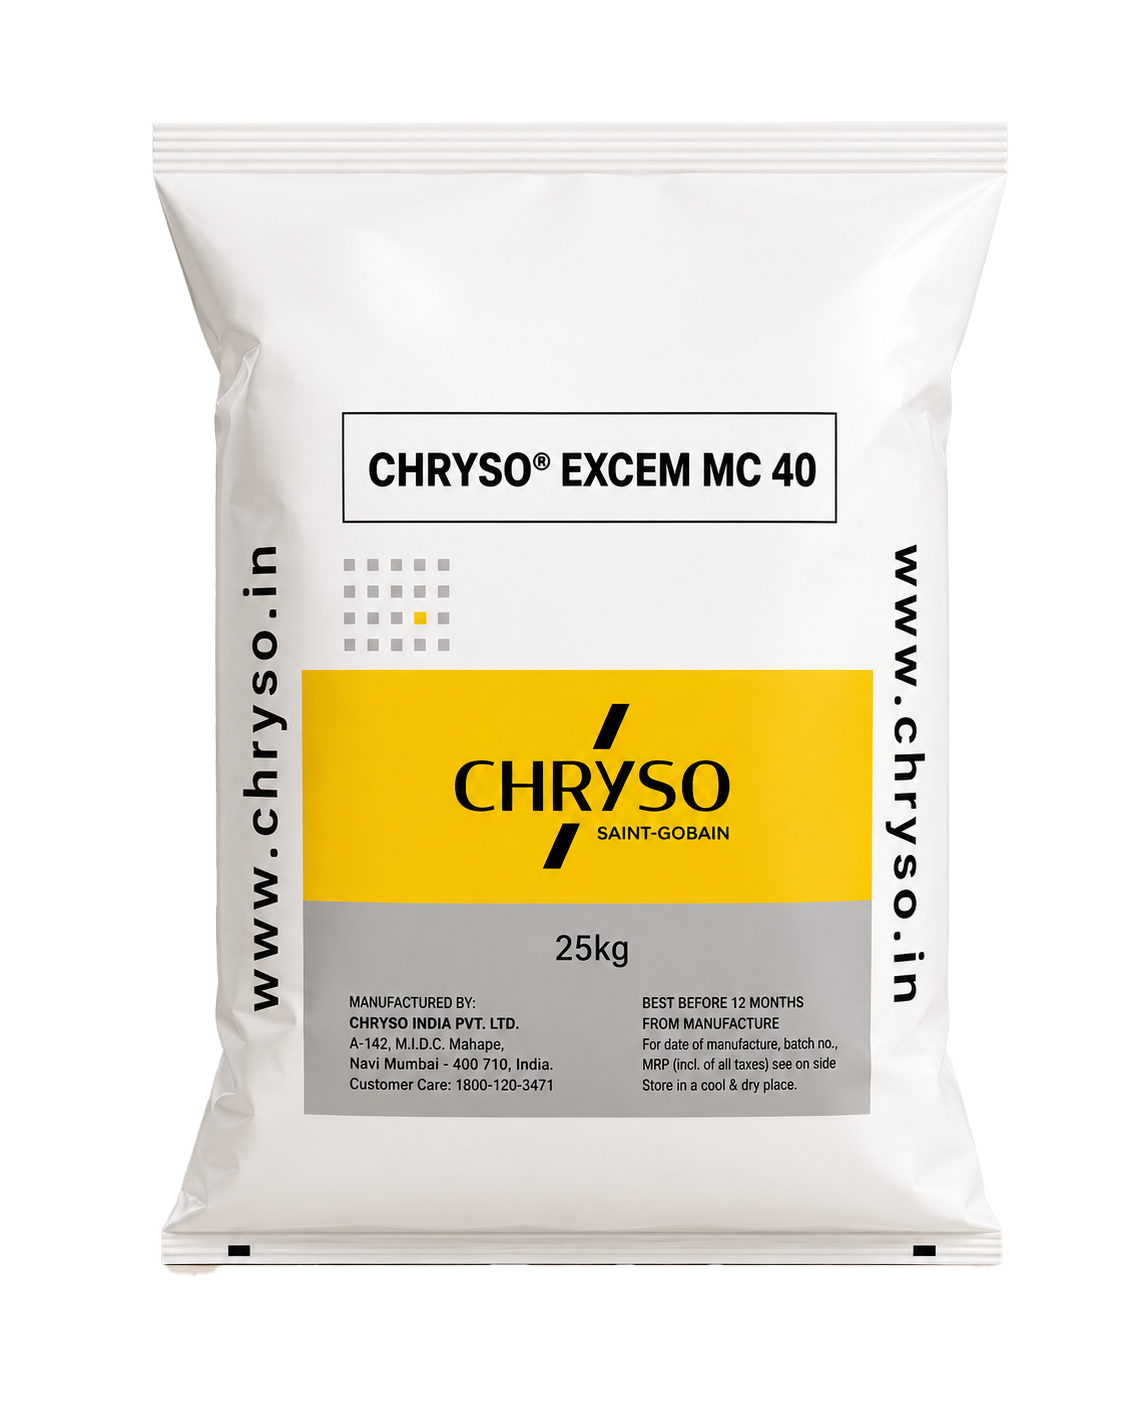 CHRYSO® EXCEM MC 40
www.chryso.in
www.chryso.in
CHRYSO
SAINT-GOBAIN
25kg
MANUFACTURED BY:
CHRYSO INDIA PVT. LTD.
A-142, M.I.D.C. Mahape,
Navi Mumbai - 400 710, India.
Customer Care: 1800-120-3471
BEST BEFORE 12 MONTHS
FROM MANUFACTURE
For date of manufacture, batch no.,
MRP (incl. of all taxes) see on side
Store in a cool & dry place.